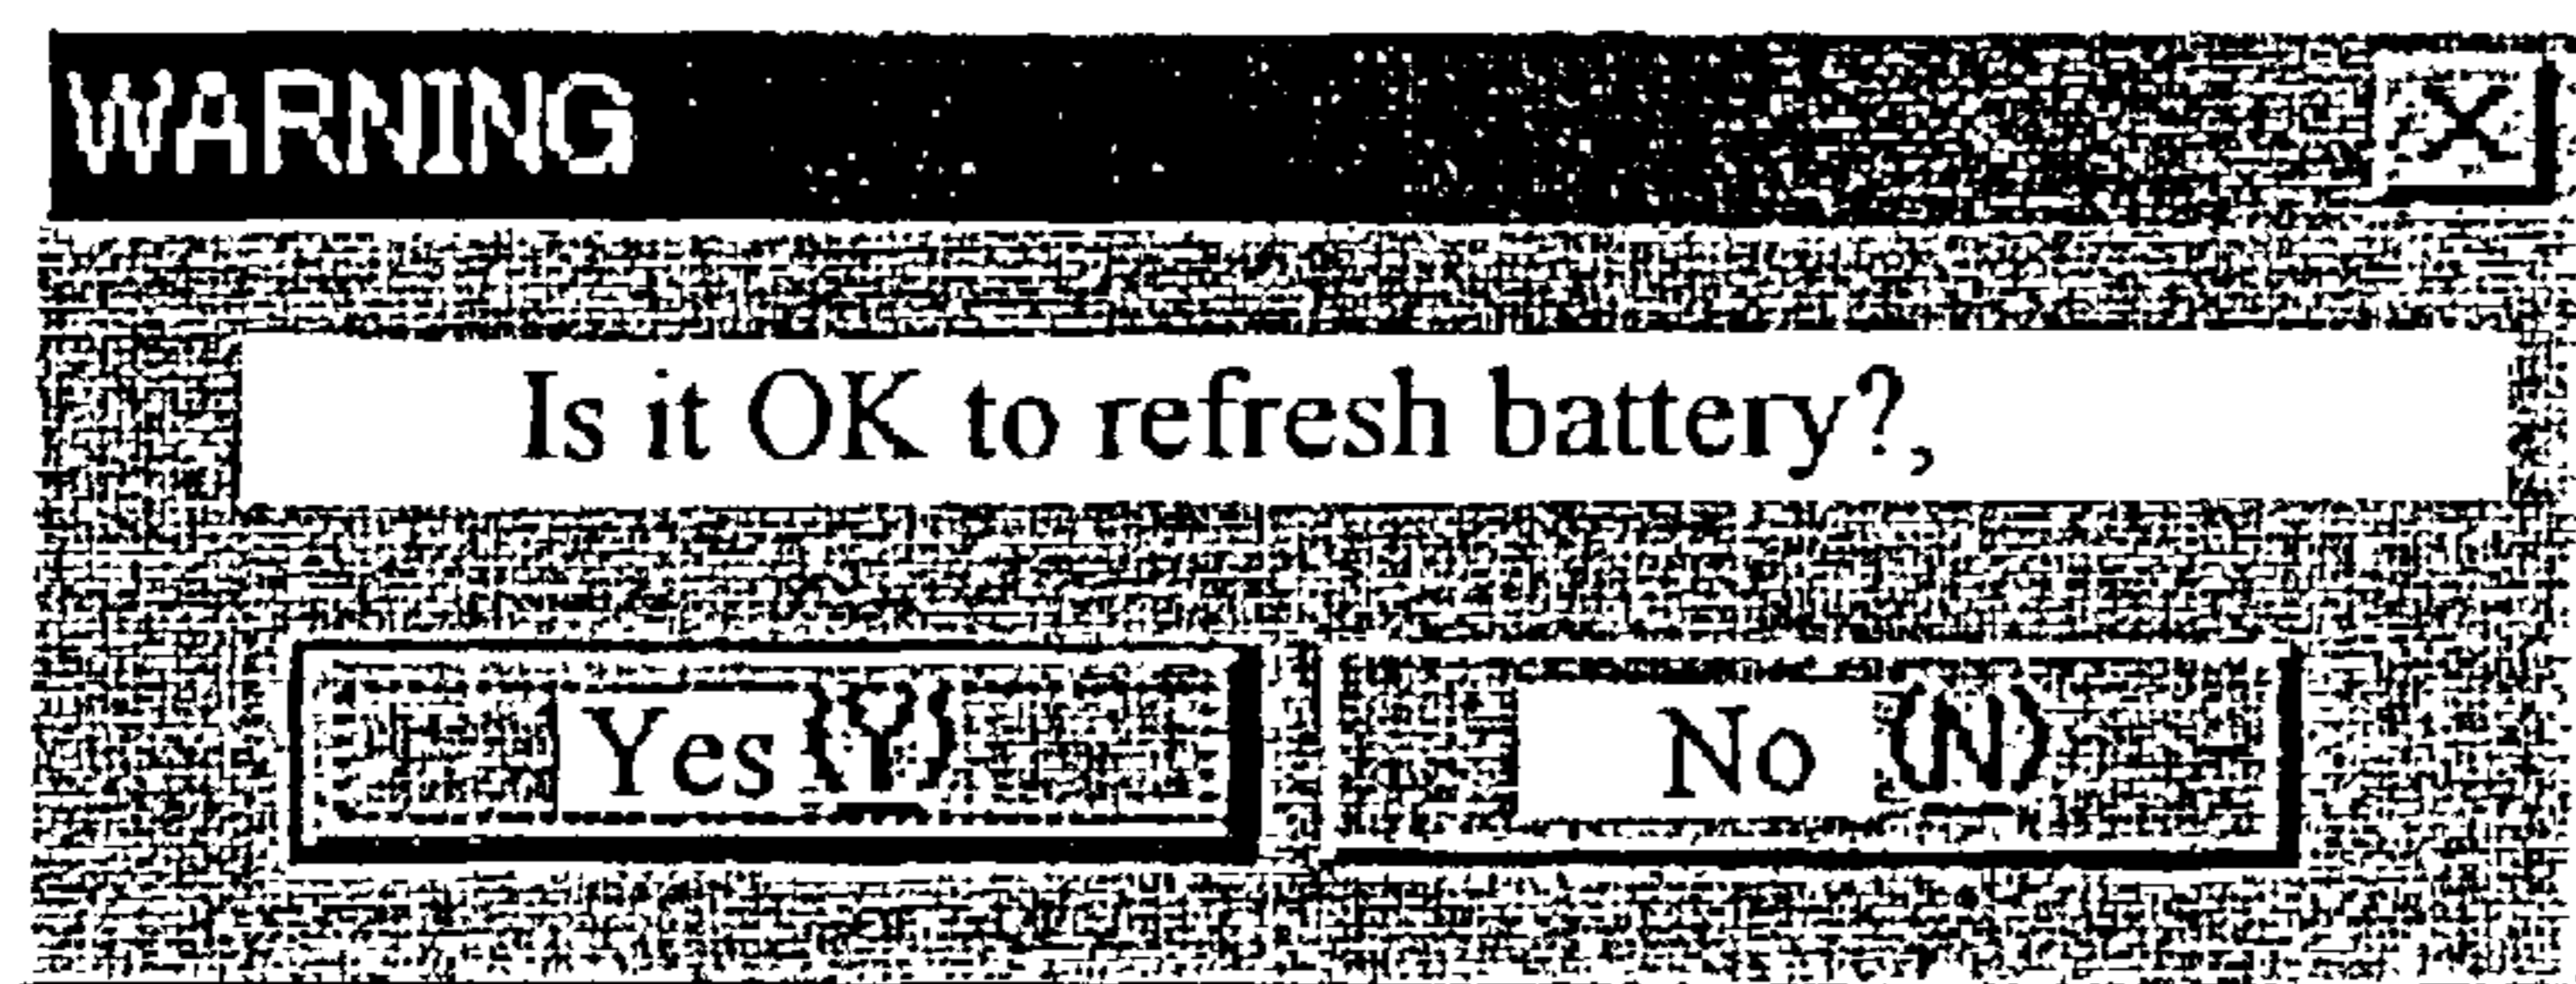 WARNING
Is it OK to refresh battery?,
Yes (Y) No (N)